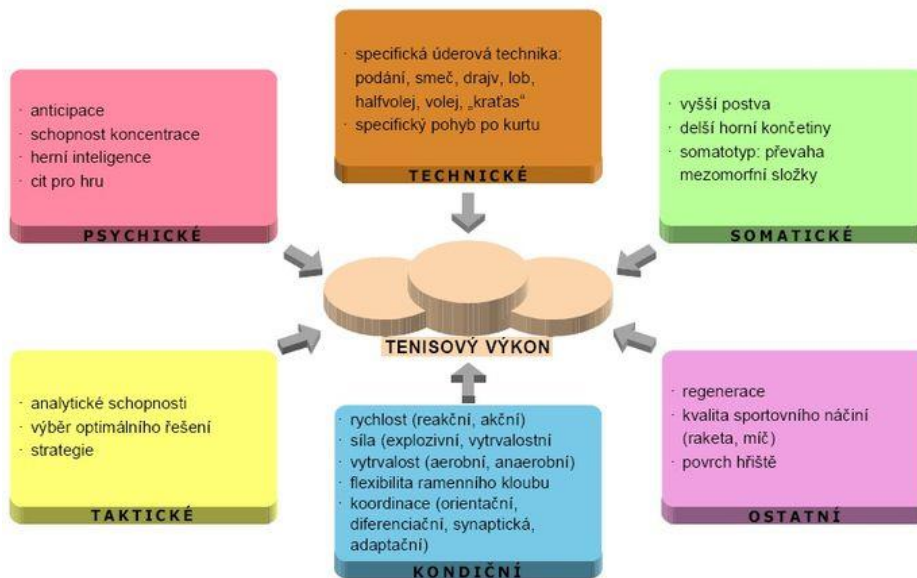 · anticipace
· schopnost koncentrace
· herní inteligence
· cit pro hru
PSYCHICKÉ
· specifická úderová technika:
podání, smeč, drajv, lob,
halfvolej, volej, „kraťas“
· specifický pohyb po kurtu
TECHNICKÉ
· vyšší postva
· delší horní končetiny
· somatotyp: převaha
mezomorfní složky
SOMATICKÉ
TENISOVÝ VÝKON
· analytické schopnosti
· výběr optimálního řešení
· strategie
TAKTICKÉ
· rychlost (reakční, akční)
· síla (explozivní, vytrvalostní
· vytrvalost (aerobní, anaerobní)
· flexibilita ramenního kloubu
· koordinace (orientační,
diferenciační, synaptická,
adaptační)
KONDIČNÍ
· regenerace
· kvalita sportovního náčiní
(raketa, míč)
· povrch hřiště
OSTATNÍ